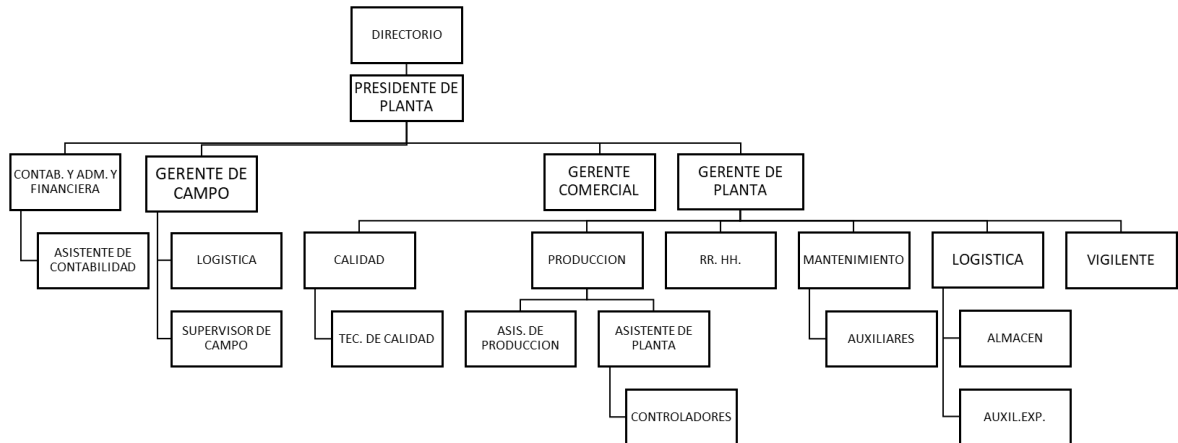 DIRECTORIO
PRESIDENTE DE
PLANTA
CONTAB. Y ADM. Y
FINANCIERA
GERENTE DE
CAMPO
GERENTE
COMERCIAL
GERENTE DE
PLANTA
ASISTENTE DE
CONTABILIDAD
LOGISTICA
CALIDAD
PRODUCCION
RR. HH.
MANTENIMIENTO
LOGISTICA
VIGILENTE
SUPERVISOR DE
CAMPO
TEC. DE CALIDAD
ASIS. DE
PRODUCCION
ASISTENTE DE
PLANTA
AUXILIARES
ALMACEN
CONTROLADORES
AUXIL.EXP.